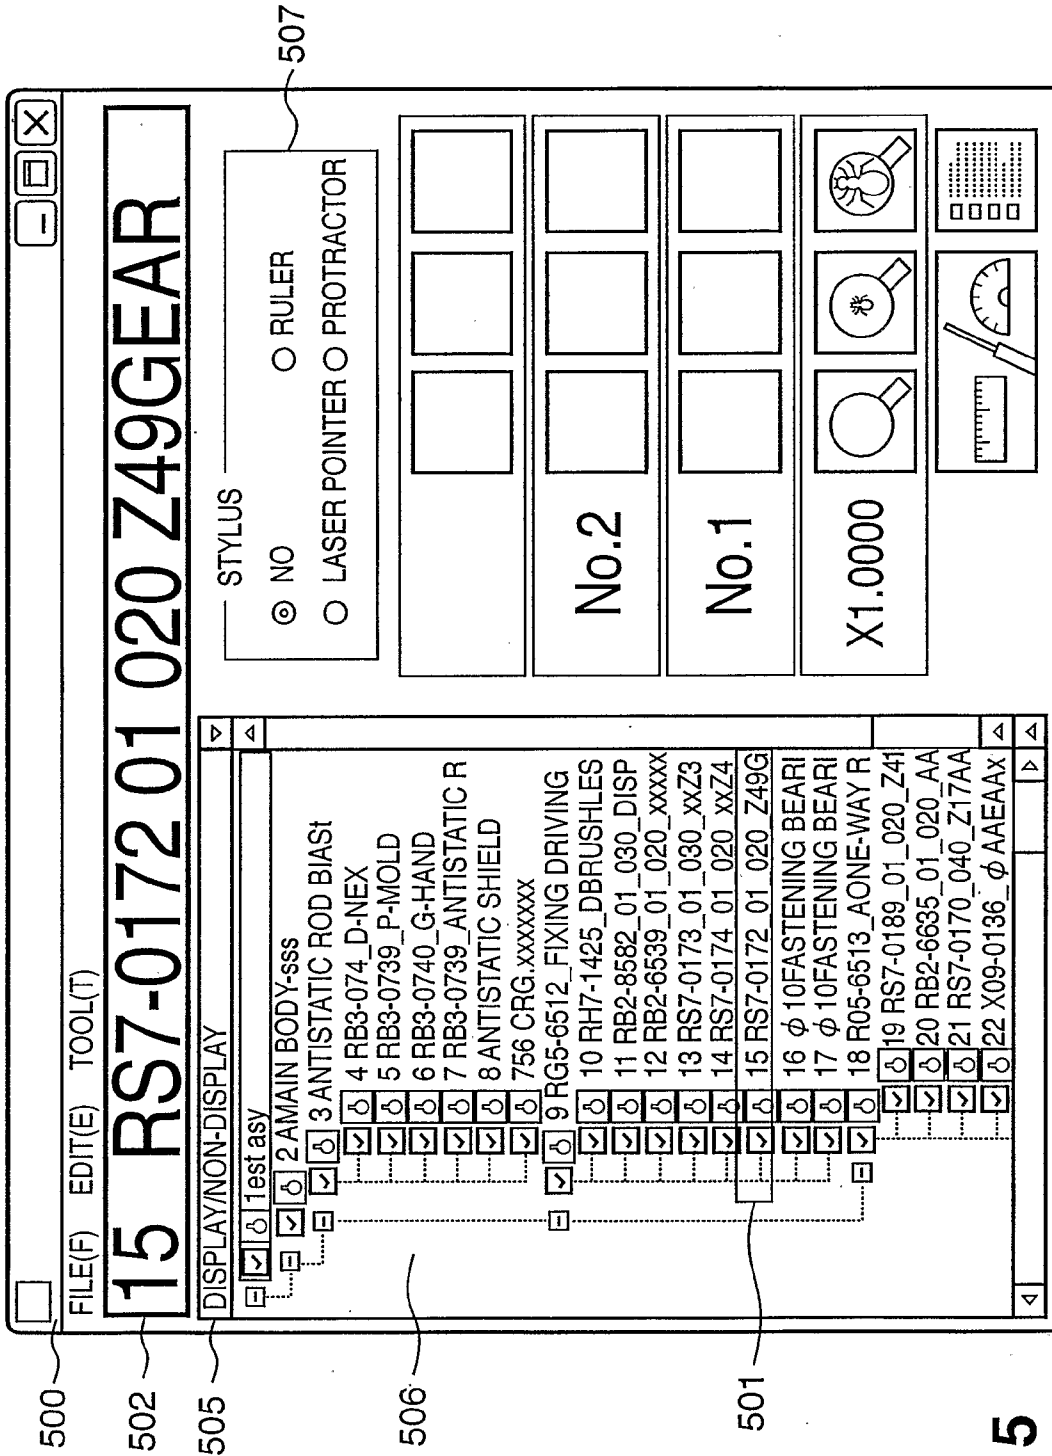 500
FILE(F) EDIT(E) TOOL(T)
502
15 RS7-0172 01 020 Z49GEAR
505
DISPLAY/NON-DISPLAY
1est asy
2 AMAIN BODY-sss
3 ANTISTATIC ROD BIASt
4 RB3-074_D-NEX
5 RB3-0739_P-MOLD
6 RB3-0740_G-HAND
7 RB3-0739_ANTISTATIC R
8 ANTISTATIC SHIELD
756 CRG.xxxxxx
9 RG5-6512_FIXING DRIVING
10 RH7-1425_DBRUSHLES
11 RB2-8582_01_030_DISP
12 RB2-6539_01_020_xxxxx
13 RS7-0173_01_030_xxZ3
14 RS7-0174_01_020_xxZ4
15 RS7-0172_01_020_Z49G
16 ϕ10FASTENING BEARI
17 ϕ10FASTENING BEARI
18 R05-6513_AONE-WAY R
19 RS7-0189_01_020_Z41
20 RB2-6635_01_020_AA
21 RS7-0170_040_Z17AA
22 X09-0136_ϕAAEAAx
506
501
STYLUS
NO RULER
LASER POINTER PROTRACTOR
507
No.2
No.1
X1.0000
5